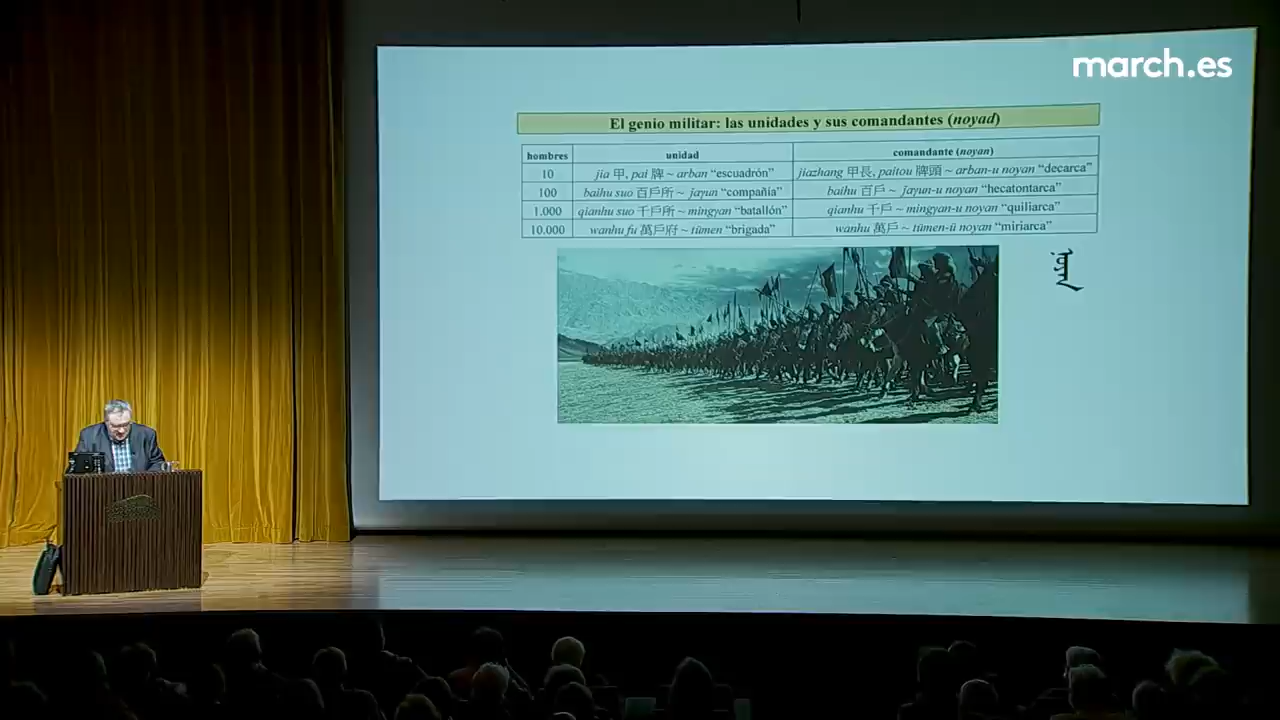 march.es
El genio militar: las unidades y sus comandantes (noyad)
hombres unidad comandante (noyan)
10 jia 甲, pai 牌 ~ arban “escuadrón” jiazhang 甲長, paitou 牌頭 ~ arban-u noyan “decarca”
100 baihu suo 百戶所 ~ jaγun “compañía” baihu 百戶 ~ jaγun-u noyan “hecatontarca”
1.000 qianhu suo 千戶所 ~ mingγan “batallón” qianhu 千戶 ~ mingγan-u noyan “quiliarca”
10.000 wanhu fu 萬戶府 ~ tümen “brigada” wanhu 萬戶 ~ tümen-ü noyan “miriarca”